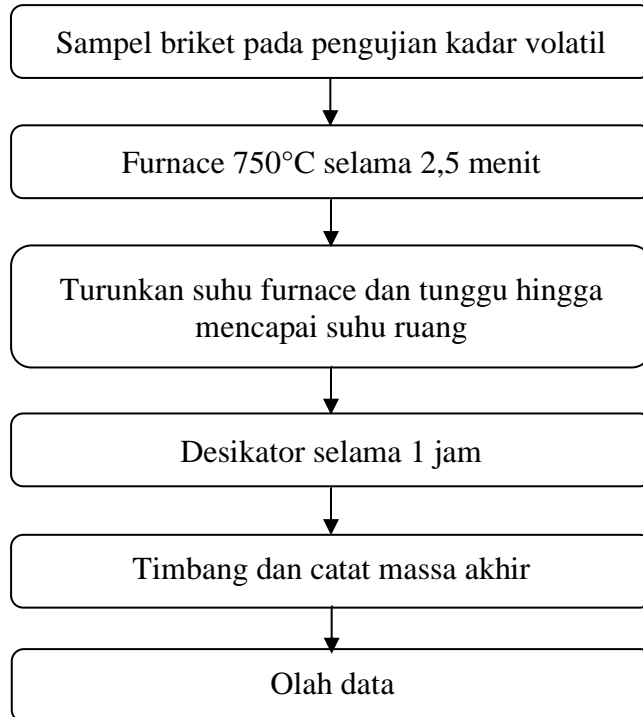 Sampel briket pada pengujian kadar volatil
Furnace 750°C selama 2,5 menit
Turunkan suhu furnace dan tunggu hingga
mencapai suhu ruang
Desikator selama 1 jam
Timbang dan catat massa akhir
Olah data